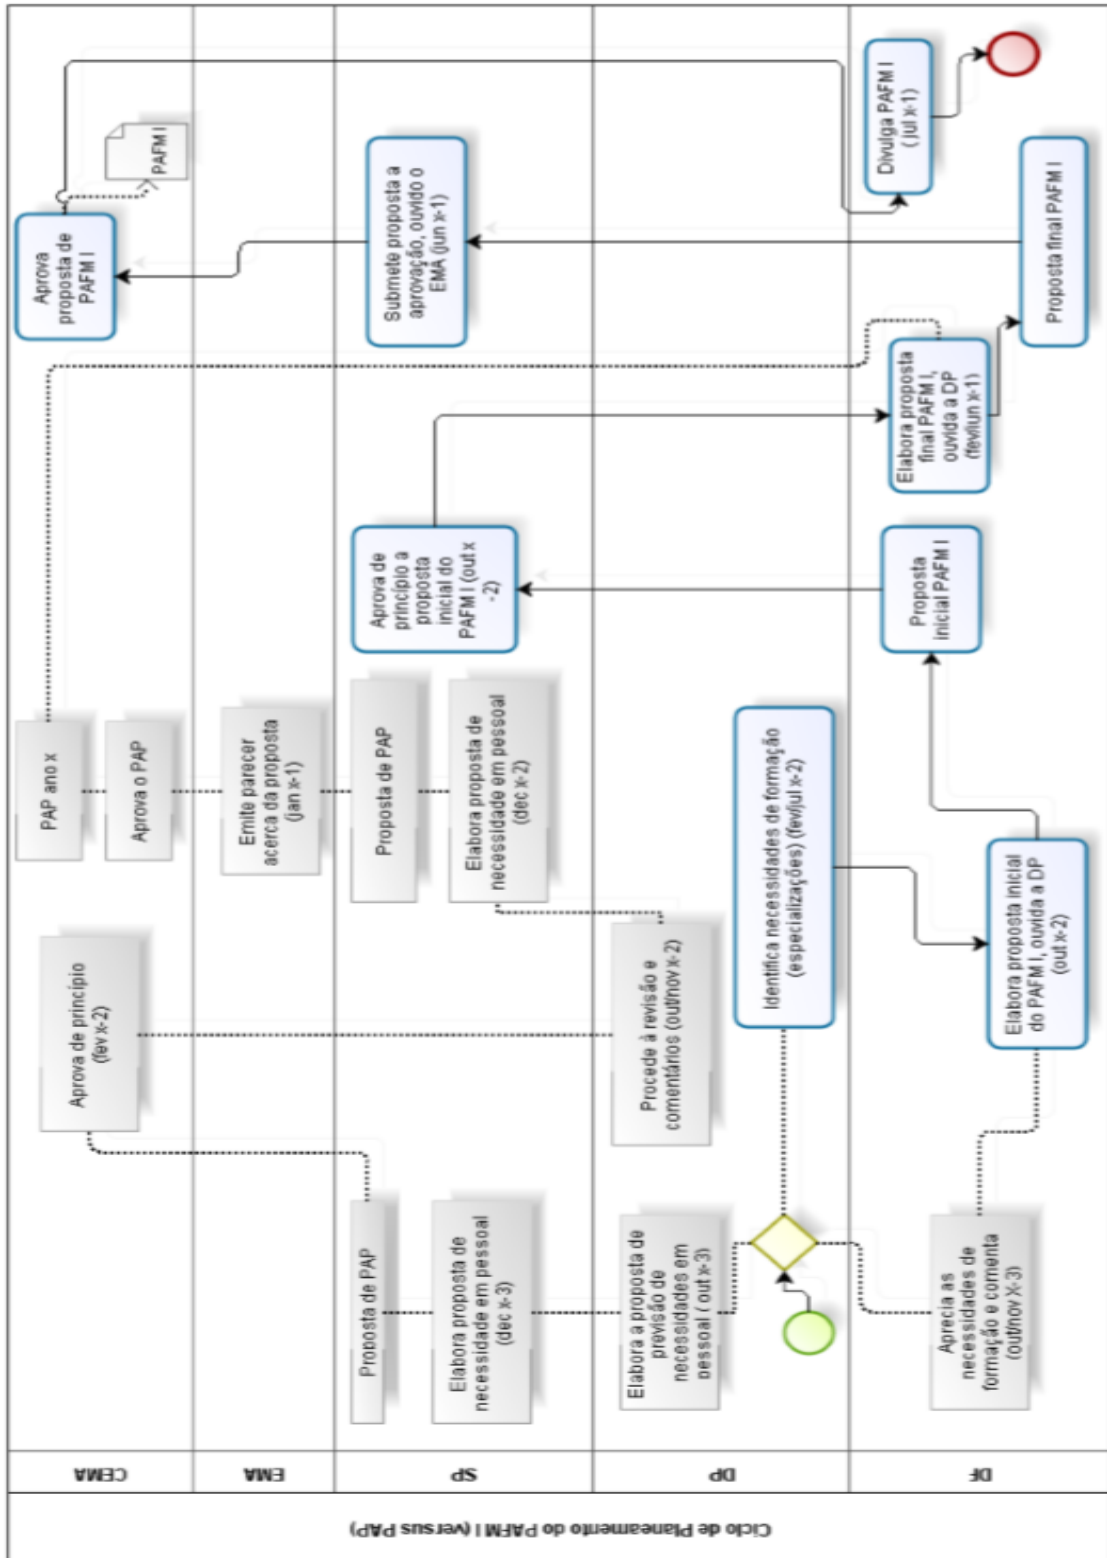 Ciclo de Planeamento do PAFM I (versus PAP)
CEMA
EMA
SP
DP
DF
Aprova de princípio
(fev x-2)
PAP ano x
Aprova o PAP
Aprova
proposta de
PAFM I
PAFM I
Emite parecer
acerca da proposta
(jan x-1)
Proposta de PAP
Elabora proposta de
necessidade em pessoal
(dec x-3)
Proposta de PAP
Elabora proposta de
necessidade em pessoal
(dec x-2)
Aprova de
princípio a
proposta
inicial do
PAFM I (out x
-2)
Submete proposta a
aprovação, ouvido o
EMA (jun x-1)
Elabora a proposta de
previsão de
necessidades em
pessoal ( out x-3)
Procede à revisão e
comentários (out/nov x-2)
Identifica necessidades de formação
(especializações) (fev/jul x-2)
Aprecia as
necessidades de
formação e comenta
(out/nov X-3)
Elabora proposta inicial
do PAFM I, ouvida a DP
(out x-2)
Proposta
inicial PAFM I
Elabora proposta
final PAFM I,
ouvida a DP
(fev/jun x-1)
Proposta final PAFM I
Divulga PAFM I
( jul x-1)